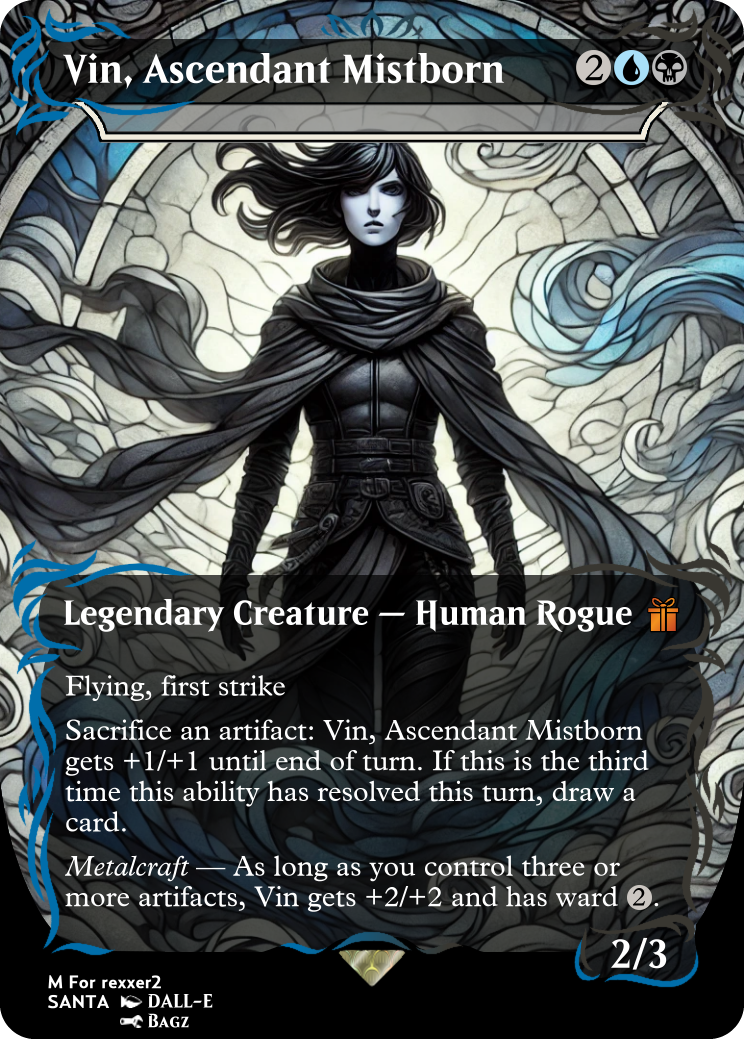 Vin, Ascendant Mistborn 2
Legendary Creature — Human Rogue
Flying, first strike
Sacrifice an artifact: Vin, Ascendant Mistborn
gets +1/+1 until end of turn. If this is the third
time this ability has resolved this turn, draw a
card.
Metalcraft — As long as you control three or
more artifacts, Vin gets +2/+2 and has ward 2.
2/3
M For rexxer2
SANTA DALL-E
Bagz